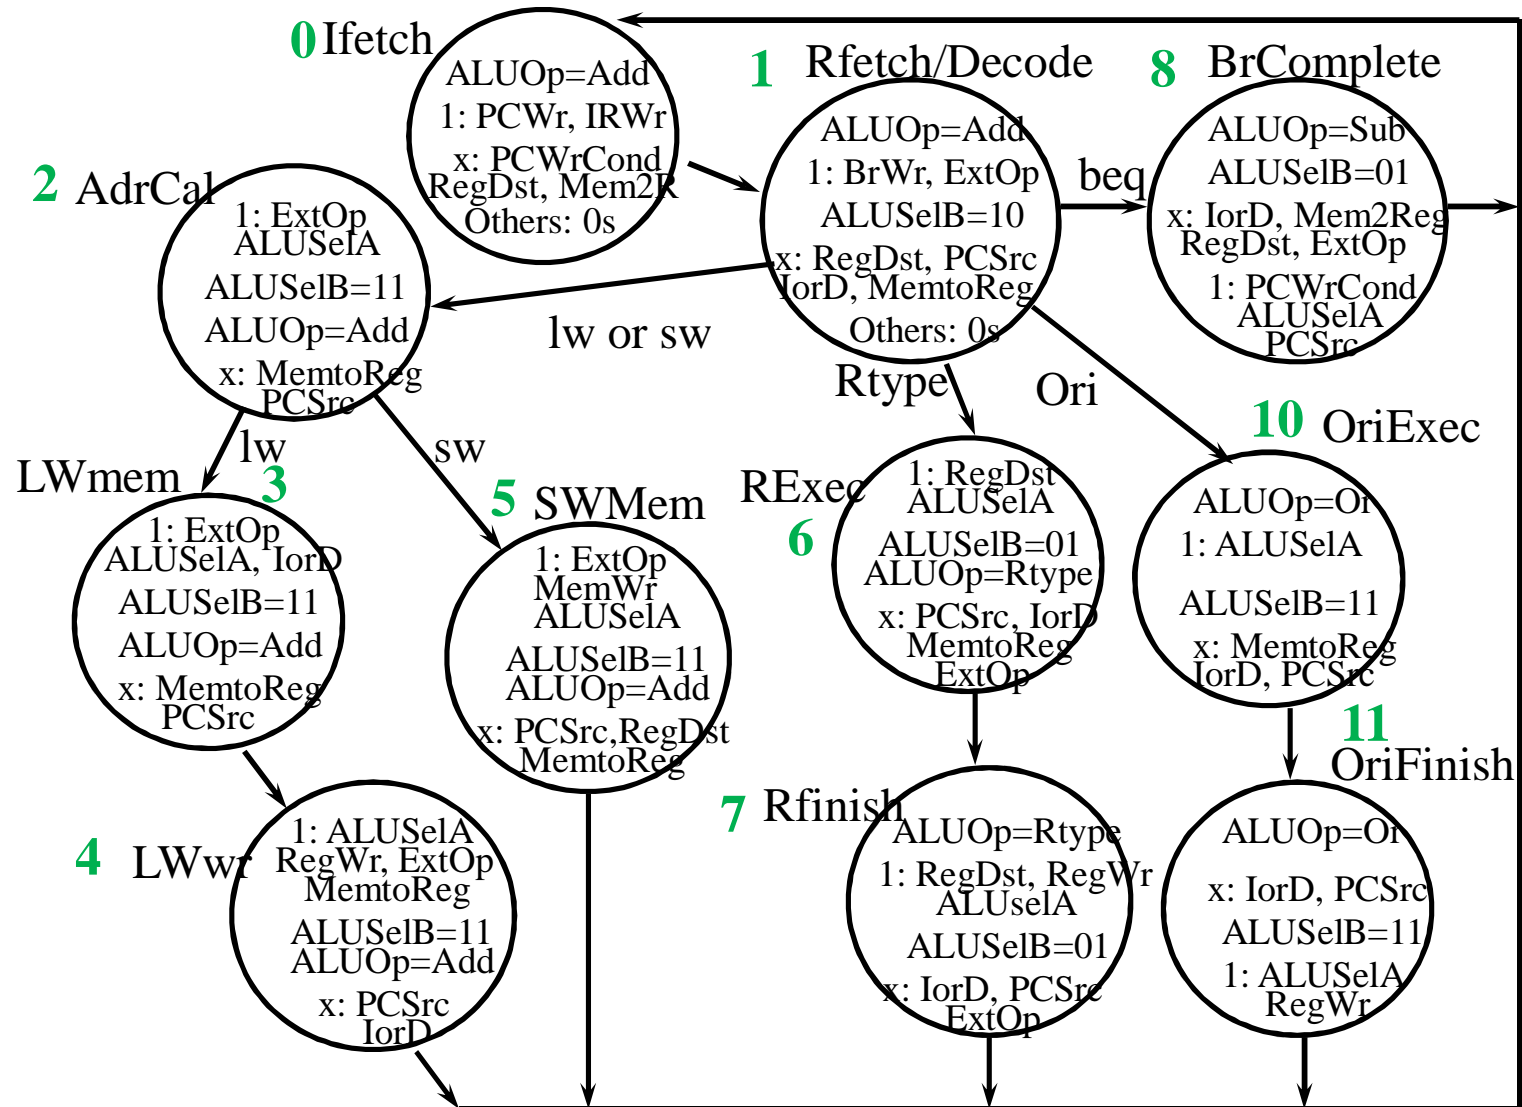 0 Ifetch
ALUOp=Add
1: PCWr, IRWr
x: PCWrCond
RegDst, Mem2R
Others: 0s
1 Rfetch/Decode
ALUOp=Add
1: BrWr, ExtOp
ALUSelB=10
x: RegDst, PCSrc
IorD, MemtoReg
Others: 0s
beq
8 BrComplete
ALUOp=Sub
ALUSelB=01
x: IorD, Mem2Reg
RegDst, ExtOp
1: PCWrCond
ALUSelA
PCSrc
2 AdrCal
1: ExtOp
ALUSelA
ALUSelB=11
ALUOp=Add
x: MemtoReg
PCSrc
lw or sw
Rtype
Ori
lw
sw
LWmem 3
1: ExtOp
ALUSelA, IorD
ALUSelB=11
ALUOp=Add
x: MemtoReg
PCSrc
5 SWMem
1: ExtOp
MemWr
ALUSelA
ALUSelB=11
ALUOp=Add
x: PCSrc,RegDst
MemtoReg
RExec
6
1: RegDst
ALUSelA
ALUSelB=01
ALUOp=Rtype
x: PCSrc, IorD
MemtoReg
ExtOp
10 OriExec
ALUOp=Or
1: ALUSelA
ALUSelB=11
x: MemtoReg
IorD, PCSrc
4 LWwr
1: ALUSelA
RegWr, ExtOp
MemtoReg
ALUSelB=11
ALUOp=Add
x: PCSrc
IorD
7 Rfinish
ALUOp=Rtype
1: RegDst, RegWr
ALUselA
ALUSelB=01
x: IorD, PCSrc
ExtOp
11
OriFinish
ALUOp=Or
x: IorD, PCSrc
ALUSelB=11
1: ALUSelA
RegWr